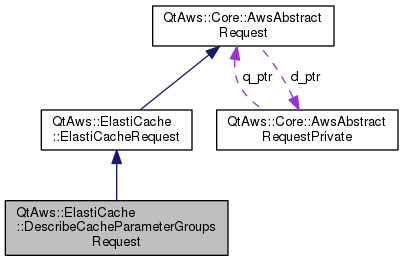 QtAws::Core::AwsAbstract
Request
q_ptr
d_ptr
QtAws::ElastiCache
::ElastiCacheRequest
QtAws::Core::AwsAbstract
RequestPrivate
QtAws::ElastiCache
::DescribeCacheParameterGroups
Request